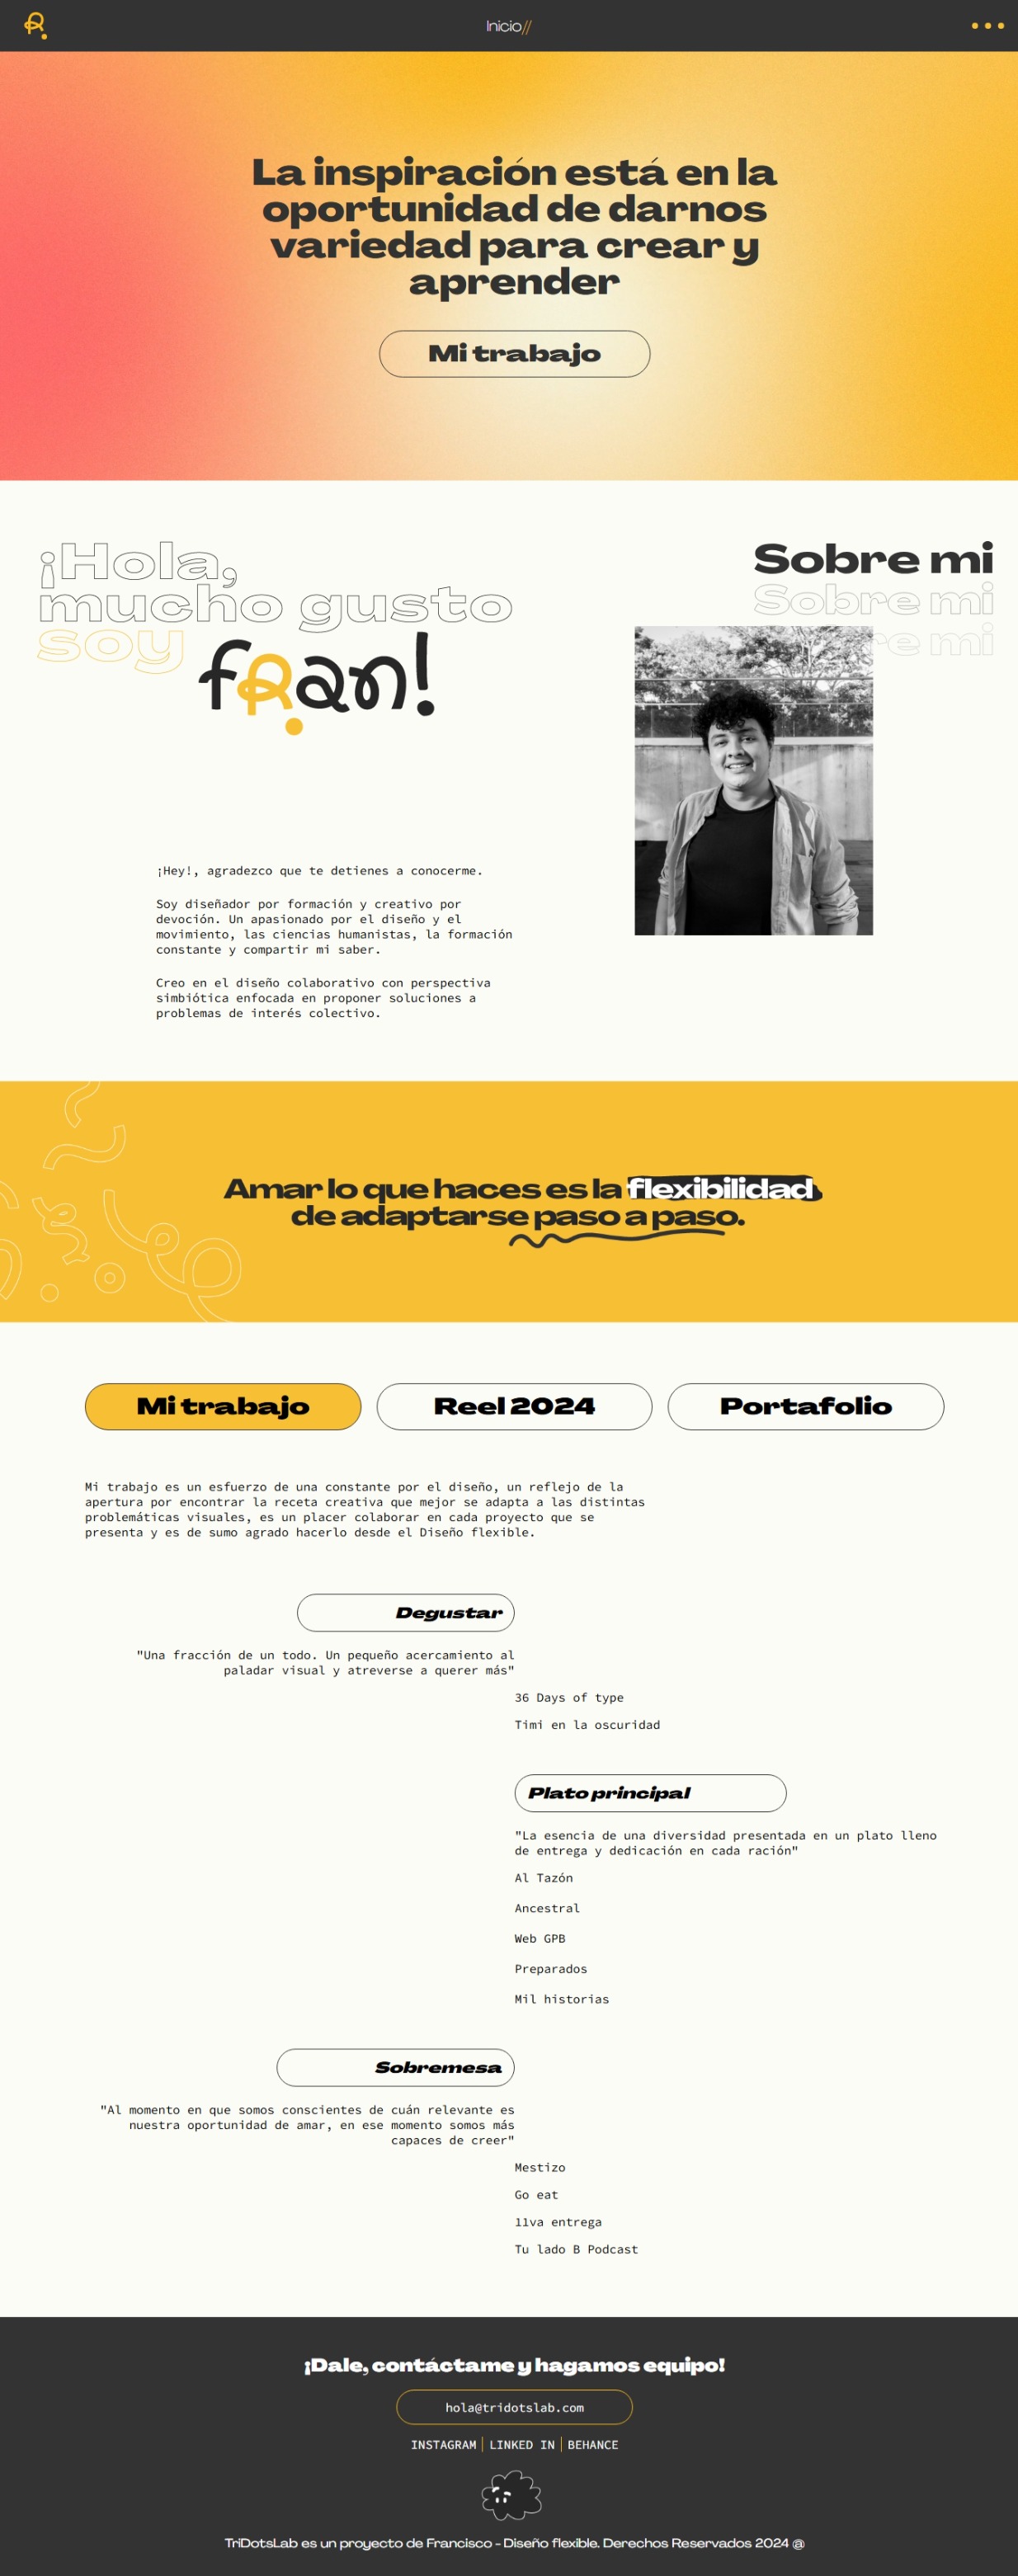 R.
Inicio//
La inspiración está en la
oportunidad de darnos
variedad para crear y
aprender
Mi trabajo
¡Hola,
mucho gusto
soy
fRan!
Sobre mi
Sobre mi
re mi
¡Hey!, agradezco que te detienes a conocerme.
Soy diseñador por formación y creativo por
devoción. Un apasionado por el diseño y el
movimiento, las ciencias humanistas, la formación
constante y compartir mi saber.
Creo en el diseño colaborativo con perspectiva
simbiótica enfocada en proponer soluciones a
problemas de interés colectivo.
Amar lo que haces es la flexibilidad
de adaptarse paso a paso.
Mi trabajo
Reel 2024
Portafolio
Mi trabajo es un esfuerzo de una constante por el diseño, un reflejo de la
apertura por encontrar la receta creativa que mejor se adapta a las distintas
problemáticas visuales, es un placer colaborar en cada proyecto que se
presenta y es de sumo agrado hacerlo desde el Diseño flexible.
Degustar
"Una fracción de un todo. Un pequeño acercamiento al
paladar visual y atreverse a querer más"
36 Days of type
Timi en la oscuridad
Plato principal
"La esencia de una diversidad presentada en un plato lleno
de entrega y dedicación en cada ración"
Al Tazón
Ancestral
Web GPB
Preparados
Mil historias
Sobremesa
"Al momento en que somos conscientes de cuán relevante es
nuestra oportunidad de amar, en ese momento somos más
capaces de creer"
Mestizo
Go eat
11va entrega
Tu lado B Podcast
¡Dale, contáctame y hagamos equipo!
hola@tridotslab.com
INSTAGRAM | LINKED IN | BEHANCE
TriDotsLab es un proyecto de Francisco - Diseño flexible. Derechos Reservados 2024 @